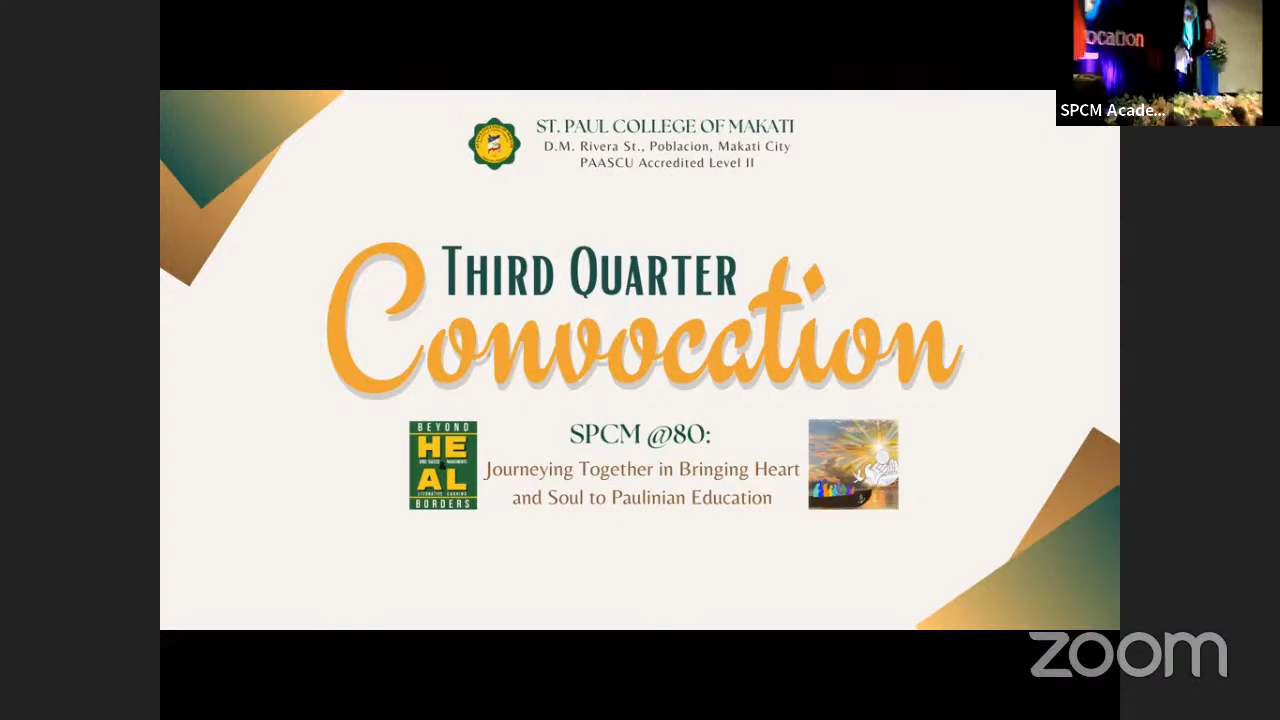 vocation
SPCM Acade...
ST. PAUL COLLEGE OF MAKATI
D.M. Rivera St., Poblacion, Makati City
PAASCU Accredited Level II
THIRD QUARTER
Convocation
BEYOND
HE
&
AL
BORDERS
SPCM @80:
Journeying Together in Bringing Heart
and Soul to Paulinian Education
zoom